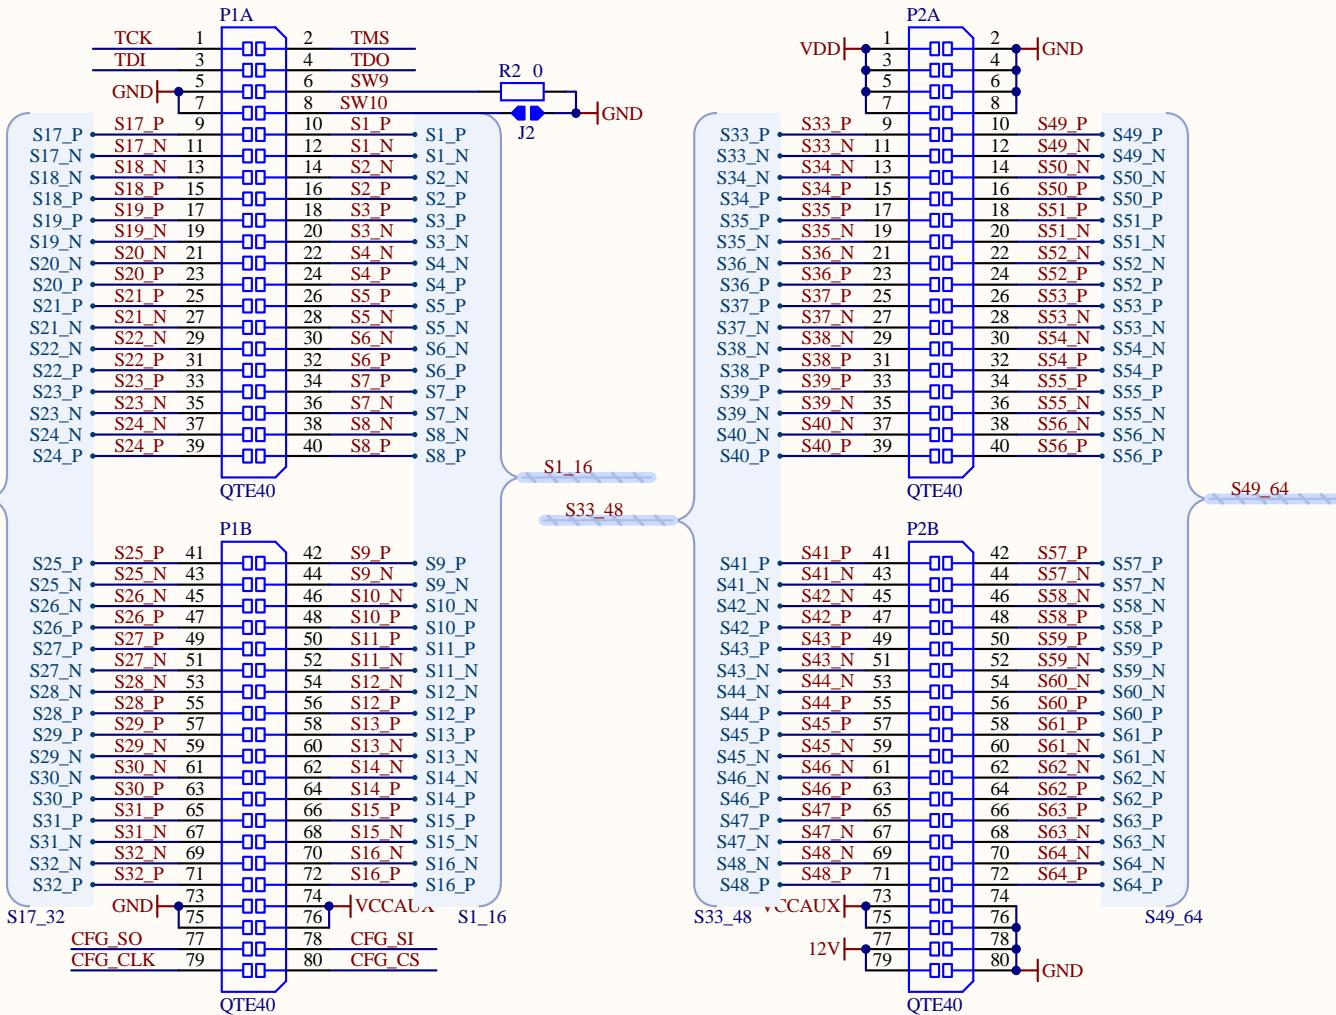 P1A P2A
TCK 1 2 TMS VDD 1 2 GND
TDI 3 4 TDO 3 4
R2 0
GND 5 6 SW9 5 6
7 8 SW10 GND 7 8
J2
S17_P S17_P 9 10 S1_P S1_P S33_P S33_P 9 10 S49_P S49_P
S17_N S17_N 11 12 S1_N S1_N S33_N S33_N 11 12 S49_N S49_N
S18_N S18_N 13 14 S2_N S2_N S34_N S34_N 13 14 S50_N S50_N
S18_P S18_P 15 16 S2_P S2_P S34_P S34_P 15 16 S50_P S50_P
S19_P S19_P 17 18 S3_P S3_P S35_P S35_P 17 18 S51_P S51_P
S19_N S19_N 19 20 S3_N S3_N S35_N S35_N 19 20 S51_N S51_N
S20_N S20_N 21 22 S4_N S4_N S36_N S36_N 21 22 S52_N S52_N
S20_P S20_P 23 24 S4_P S4_P S36_P S36_P 23 24 S52_P S52_P
S21_P S21_P 25 26 S5_P S5_P S37_P S37_P 25 26 S53_P S53_P
S21_N S21_N 27 28 S5_N S5_N S37_N S37_N 27 28 S53_N S53_N
S22_N S22_N 29 30 S6_N S6_N S38_N S38_N 29 30 S54_N S54_N
S22_P S22_P 31 32 S6_P S6_P S38_P S38_P 31 32 S54_P S54_P
S23_P S23_P 33 34 S7_P S7_P S39_P S39_P 33 34 S55_P S55_P
S23_N S23_N 35 36 S7_N S7_N S39_N S39_N 35 36 S55_N S55_N
S24_N S24_N 37 38 S8_N S8_N S40_N S40_N 37 38 S56_N S56_N
S24_P S24_P 39 40 S8_P S8_P S40_P S40_P 39 40 S56_P S56_P
S1_16
QTE40 QTE40 S49_64
S33_48
P1B P2B
S25_P S25_P 41 42 S9_P S9_P S41_P S41_P 41 42 S57_P S57_P
S25_N S25_N 43 44 S9_N S9_N S41_N S41_N 43 44 S57_N S57_N
S26_N S26_N 45 46 S10_N S10_N S42_N S42_N 45 46 S58_N S58_N
S26_P S26_P 47 48 S10_P S10_P S42_P S42_P 47 48 S58_P S58_P
S27_P S27_P 49 50 S11_P S11_P S43_P S43_P 49 50 S59_P S59_P
S27_N S27_N 51 52 S11_N S11_N S43_N S43_N 51 52 S59_N S59_N
S28_N S28_N 53 54 S12_N S12_N S44_N S44_N 53 54 S60_N S60_N
S28_P S28_P 55 56 S12_P S12_P S44_P S44_P 55 56 S60_P S60_P
S29_P S29_P 57 58 S13_P S13_P S45_P S45_P 57 58 S61_P S61_P
S29_N S29_N 59 60 S13_N S13_N S45_N S45_N 59 60 S61_N S61_N
S30_N S30_N 61 62 S14_N S14_N S46_N S46_N 61 62 S62_N S62_N
S30_P S30_P 63 64 S14_P S14_P S46_P S46_P 63 64 S62_P S62_P
S31_P S31_P 65 66 S15_P S15_P S47_P S47_P 65 66 S63_P S63_P
S31_N S31_N 67 68 S15_N S15_N S47_N S47_N 67 68 S63_N S63_N
S32_N S32_N 69 70 S16_N S16_N S48_N S48_N 69 70 S64_N S64_N
S32_P S32_P 71 72 S16_P S16_P S48_P S48_P 71 72 S64_P S64_P
GND 73 74 VCCAUX VCCAUX 73 74
S17_32 75 76 S1_16 S33_48 75 76 S49_64
CFG_SO 77 78 CFG_SI 12V 77 78
CFG_CLK 79 80 CFG_CS 79 80 GND
QTE40 QTE40